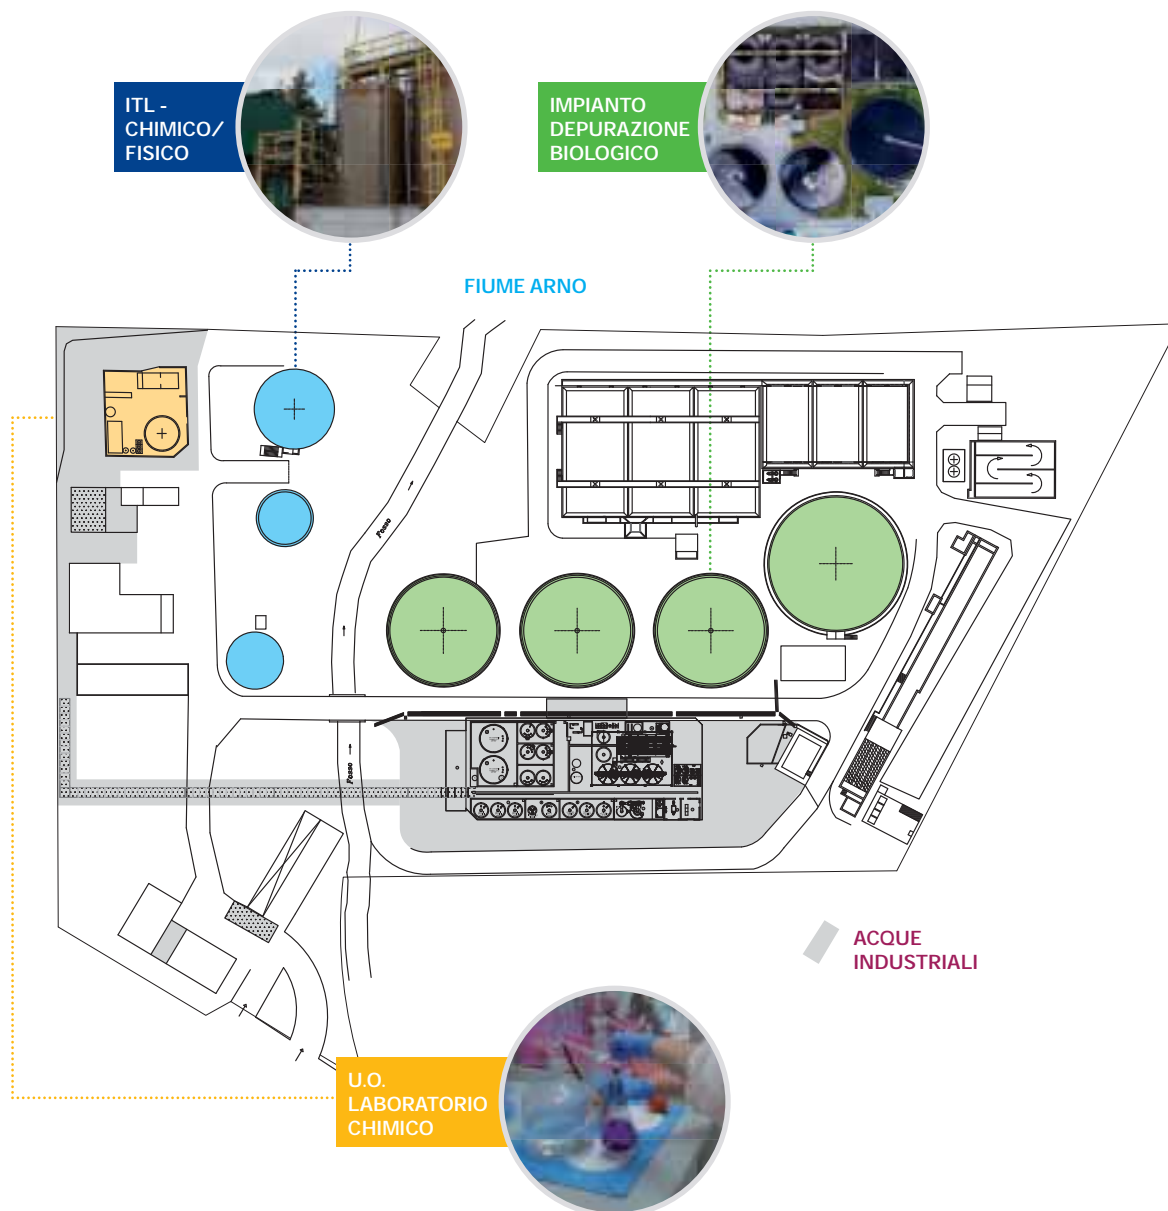 ITL -
CHIMICO/
FISICO
IMPIANTO
DEPURAZIONE
BIOLOGICO
FIUME ARNO
Fosso
Fosso
ACQUE
INDUSTRIALI
U.O.
LABORATORIO
CHIMICO